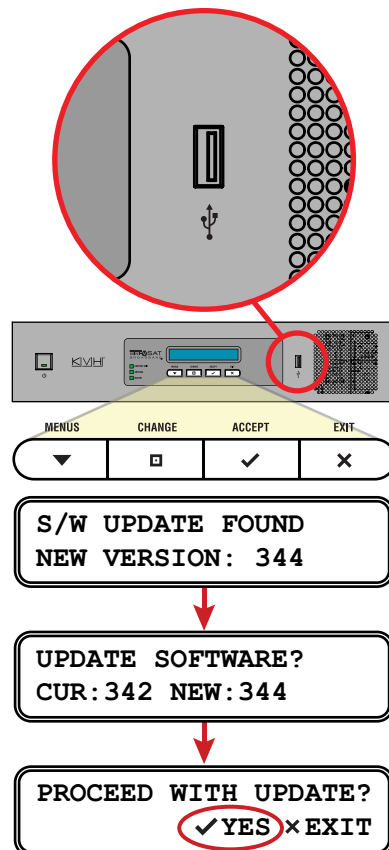 KVH
SAT
MENUS CHANGE ACCEPT EXIT
S/W UPDATE FOUND
NEW VERSION: 344
UPDATE SOFTWARE?
CUR:342 NEW:344
PROCEED WITH UPDATE?
✓YES ×EXIT